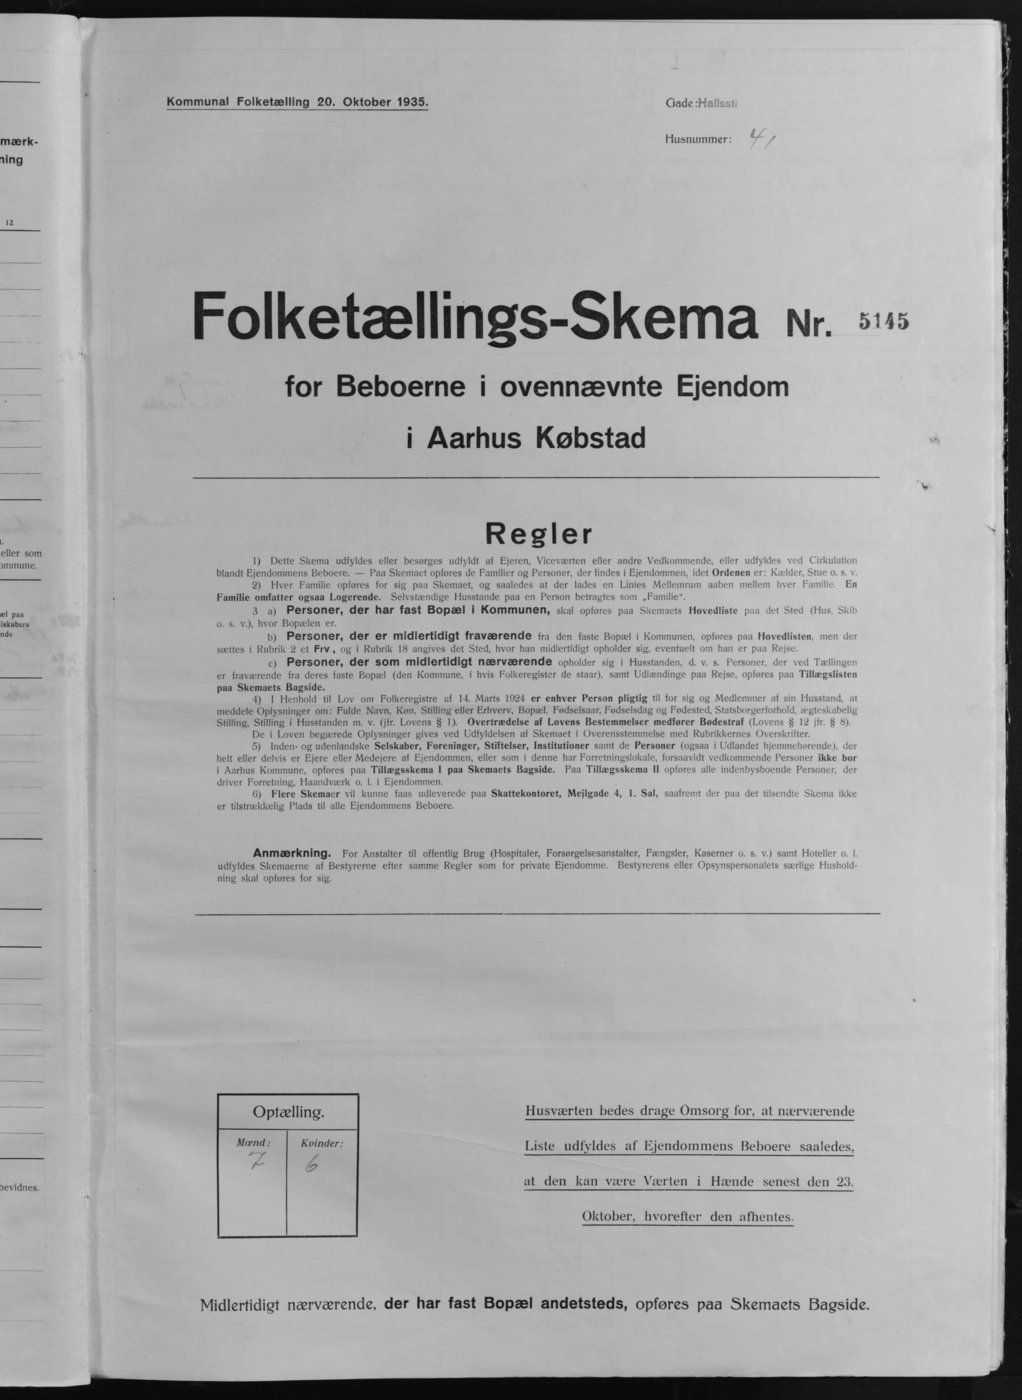 mærk-
ning
12
eller som
ommune.
æl paa
lskabers
nde
bevidnes.
Kommunal Folketælling 20. Oktober 1935.
Gade: Hallssti
Husnummer: 41
Folketællings-Skema Nr. 5145
for Beboerne i ovennævnte Ejendom
i Aarhus Købstad
Regler
1) Dette Skema udfyldes eller besørges udfyldt af Ejeren, Viceværten eller andre Vedkommende, eller udfyldes ved Cirkulation
blandt Ejendommens Beboere. — Paa Skemaet opføres de Familier og Personer, der findes i Ejendommen, idet Ordenen er: Kælder, Stue o. s. v.
2) Hver Familie opføres for sig paa Skemaet, og saaledes at der lades en Linies Mellemrum aaben mellem hver Familie. En
Familie omfatter ogsaa Logerende. Selvstændige Husstande paa en Person betragtes som „Familie“.
3 a) Personer, der har fast Bopæl i Kommunen, skal opføres paa Skemaets Hovedliste paa det Sted (Hus, Skib
o. s. v.), hvor Bopælen er.
b) Personer, der er midlertidigt fraværende fra den faste Bopæl i Kommunen, opføres paa Hovedlisten, men der
sættes i Rubrik 2 et Frv., og i Rubrik 18 angives det Sted, hvor han midlertidigt opholder sig, eventuelt om han er paa Rejse.
c) Personer, der som midlertidigt nærværende opholder sig i Husstanden, d. v. s. Personer, der ved Tællingen
er fraværende fra deres faste Bopæl (den Kommune, i hvis Folkeregister de staar), samt Udlændinge paa Rejse, opføres paa Tillægslisten
paa Skemaets Bagside.
4) I Henhold til Lov om Folkeregistre af 14. Marts 1924 er enhver Person pligtig til for sig og Medlemmer af sin Husstand, at
meddele Oplysninger om: Fulde Navn, Køn, Stilling eller Erhverv, Bopæl, Fødselsaar, Fødselsdag og Fødested, Statsborgerforhold, ægteskabelig
Stilling, Stilling i Husstanden m. v. (jfr. Lovens § 1). Overtrædelse af Lovens Bestemmelser medfører Bødestraf (Lovens § 12 jfr. § 8).
De i Loven begærede Oplysninger gives ved Udfyldelsen af Skemaet i Overensstemmelse med Rubrikkernes Overskrifter.
5) Inden- og udenlandske Selskaber, Foreninger, Stiftelser, Institutioner samt de Personer (ogsaa i Udlandet hjemmehørende), der
helt eller delvis er Ejere eller Medejere af Ejendommen, eller som i denne har Forretningslokale, forsaavidt vedkommende Personer ikke bor
i Aarhus Kommune, opføres paa Tillægsskema I paa Skemaets Bagside. Paa Tillægsskema II opføres alle indenbysboende Personer, der
driver Forretning, Haandværk o. l. i Ejendommen.
6) Flere Skemaer vil kunne faas udleverede paa Skattekontoret, Mejlgade 4, 1. Sal, saafremt der paa det tilsendte Skema ikke
er tilstrækkelig Plads til alle Ejendommens Beboere.
Anmærkning. For Anstalter til offentlig Brug (Hospitaler, Forsørgelsesanstalter, Fængsler, Kaserner o. s. v.) samt Hoteller o. l.
udfyldes Skemaerne af Bestyrerne efter samme Regler som for private Ejendomme. Bestyrerens eller Opsynspersonalets særlige Hushold-
ning skal opføres for sig.
Optælling.
Mænd: Kvinder:
7 6
Husværten bedes drage Omsorg for, at nærværende
Liste udfyldes af Ejendommens Beboere saaledes,
at den kan være Værten i Hænde senest den 23.
Oktober, hvorefter den afhentes.
Midlertidigt nærværende, der har fast Bopæl andetsteds, opføres paa Skemaets Bagside.